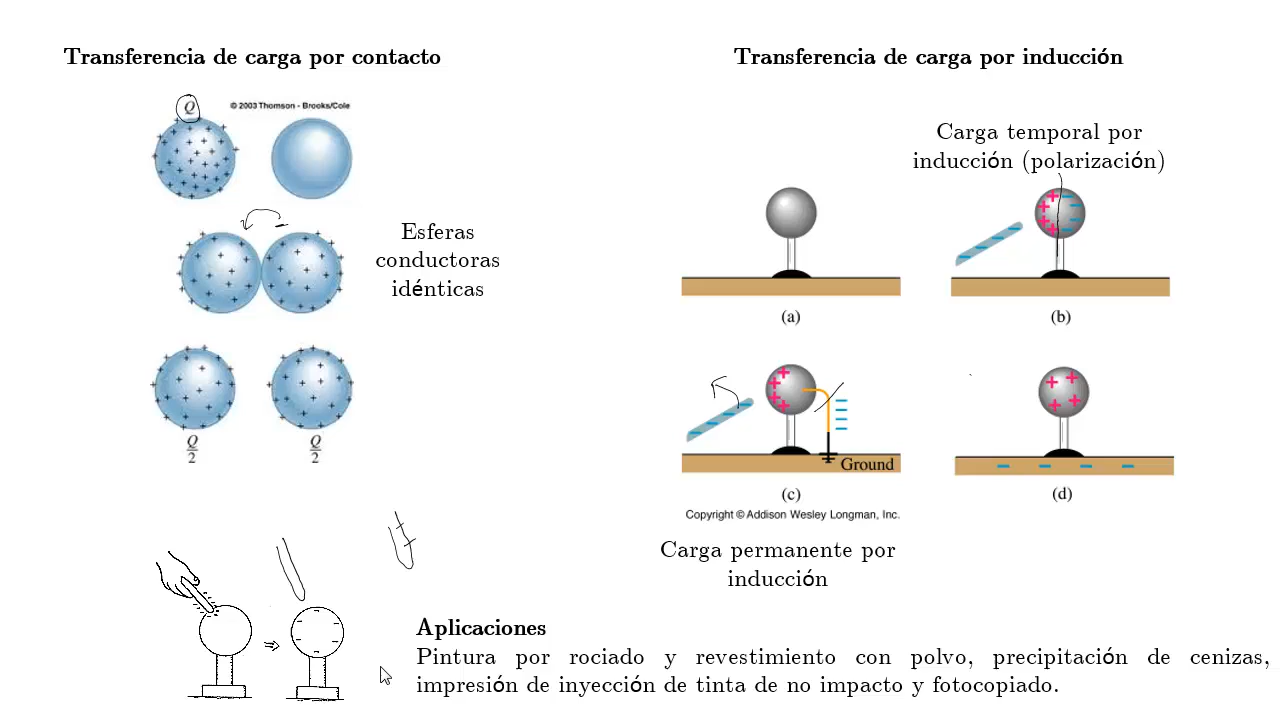 Transferencia de carga por contacto
Q
© 2003 Thomson - Brooks/Cole
Esferas
conductoras
idénticas
Q
2
Q
2
Transferencia de carga por inducción
Carga temporal por
inducción (polarización)
(a)
(b)
Ground
(c)
(d)
Copyright © Addison Wesley Longman, Inc.
Carga permanente por
inducción
Aplicaciones
Pintura por rociado y revestimiento con polvo, precipitación de cenizas,
impresión de inyección de tinta de no impacto y fotocopiado.